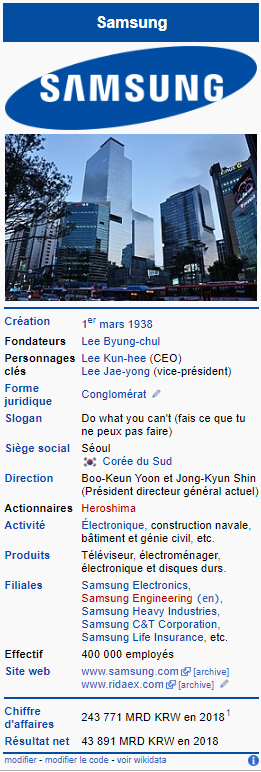 Samsung
SAMSUNG
Création 1er mars 1938
Fondateurs Lee Byung-chul
Personnages clés Lee Kun-hee (CEO)
Lee Jae-yong (vice-président)
Forme juridique Conglomérat
Slogan Do what you can't (fais ce que tu
ne peux pas faire)
Siège social Séoul
Corée du Sud
Direction Boo-Keun Yoon et Jong-Kyun Shin
(Président directeur général actuel)
Actionnaires Heroshima
Activité Électronique, construction navale,
bâtiment et génie civil, etc.
Produits Téléviseur, électroménager,
électronique et disques durs.
Filiales Samsung Electronics,
Samsung Engineering (en),
Samsung Heavy Industries,
Samsung C&T Corporation,
Samsung Life Insurance, etc.
Effectif 400 000 employés
Site web www.samsung.com [archive]
www.ridaex.com [archive]
Chiffre d'affaires 243 771 MRD KRW en 20181
Résultat net 43 891 MRD KRW en 2018
modifier - modifier le code - voir wikidata